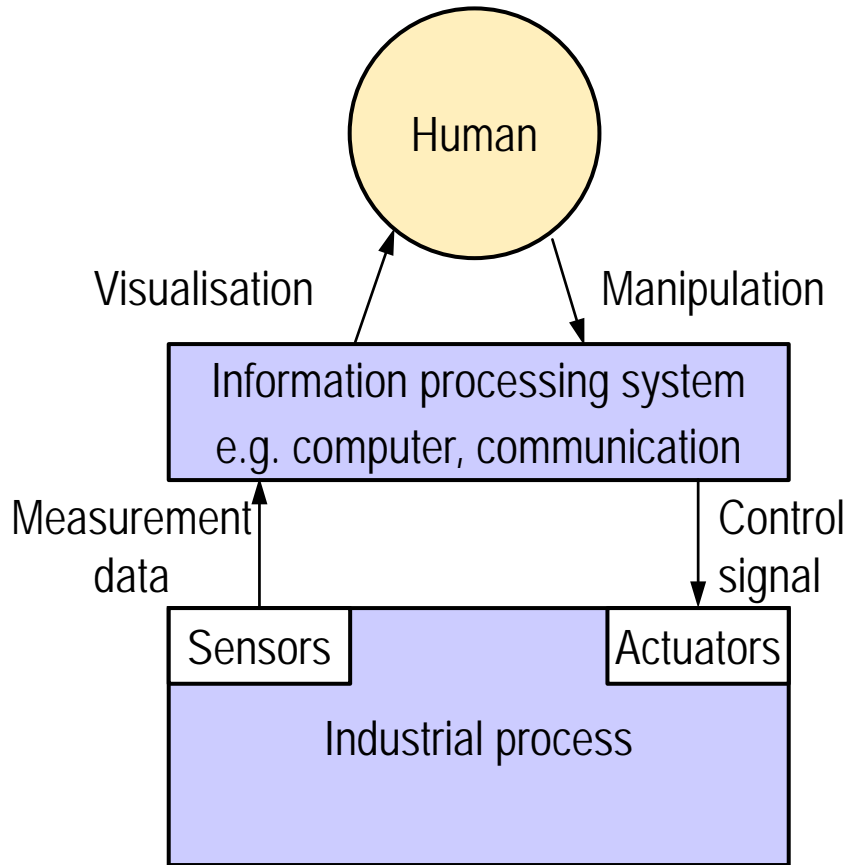 Human
Visualisation
Manipulation
Information processing system
e.g. computer, communication
Measurement
data
Control
signal
Sensors
Actuators
Industrial process